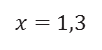 x = 1,3